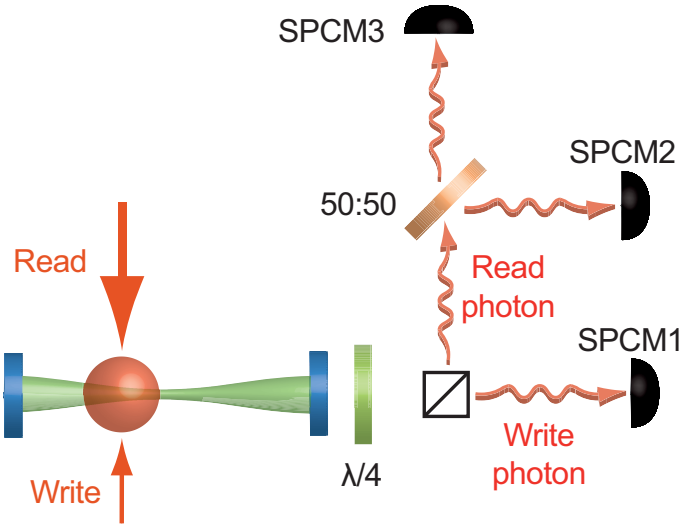 SPCM3
SPCM2
50:50
Read
Read
photon
SPCM1
λ/4
Write
photon
Write